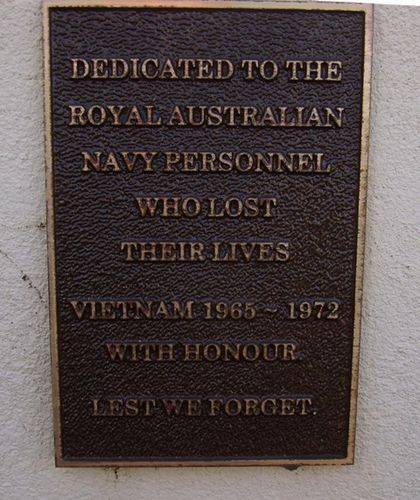 DEDICATED TO THE
ROYAL AUSTRALIAN
NAVY PERSONNEL
WHO LOST
THEIR LIVES
VIETNAM 1965 ~ 1972
WITH HONOUR.
LEST WE FORGET.